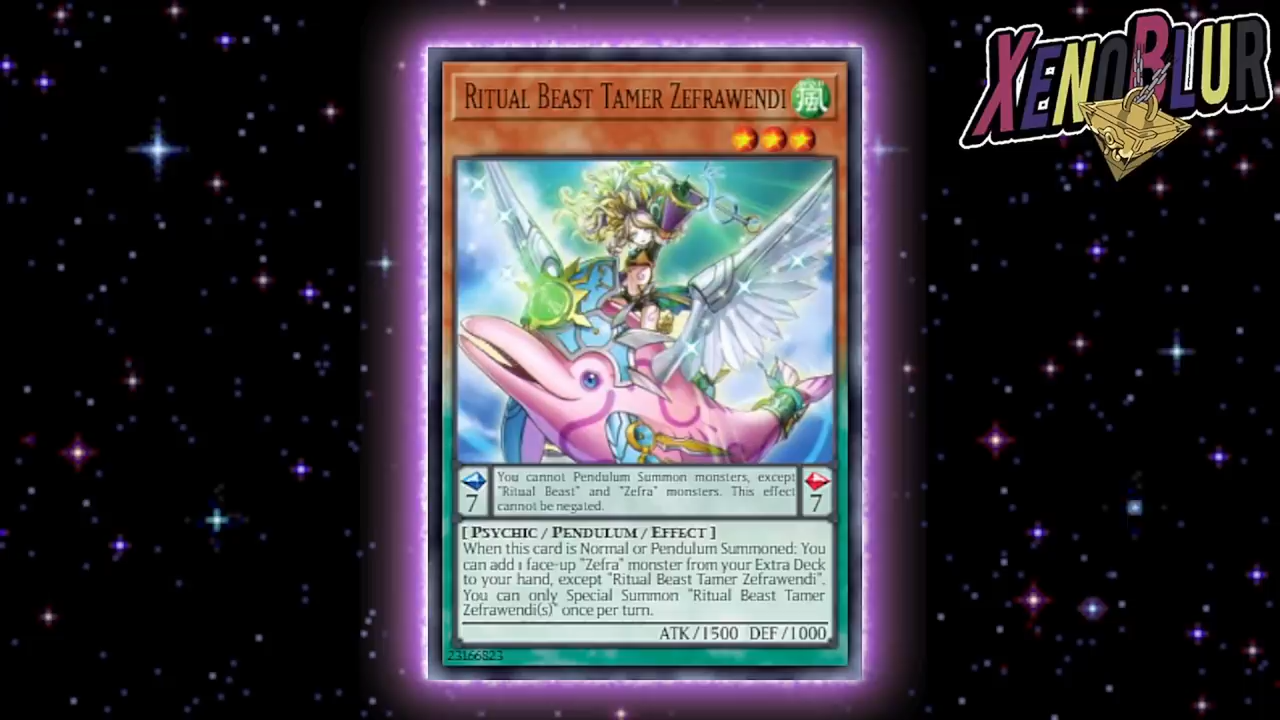 XENOBLUR
RITUAL BEAST TAMER ZEFRAWENDI
風
7
You cannot Pendulum Summon monsters, except
"Ritual Beast" and "Zefra" monsters. This effect
cannot be negated.
7
[ PSYCHIC / PENDULUM / EFFECT ]
When this card is Normal or Pendulum Summoned: You
can add 1 face-up "Zefra" monster from your Extra Deck
to your hand, except "Ritual Beast Tamer Zefrawendi".
You can only Special Summon "Ritual Beast Tamer
Zefrawendi(s)" once per turn.
ATK/1500 DEF/1000
23166823